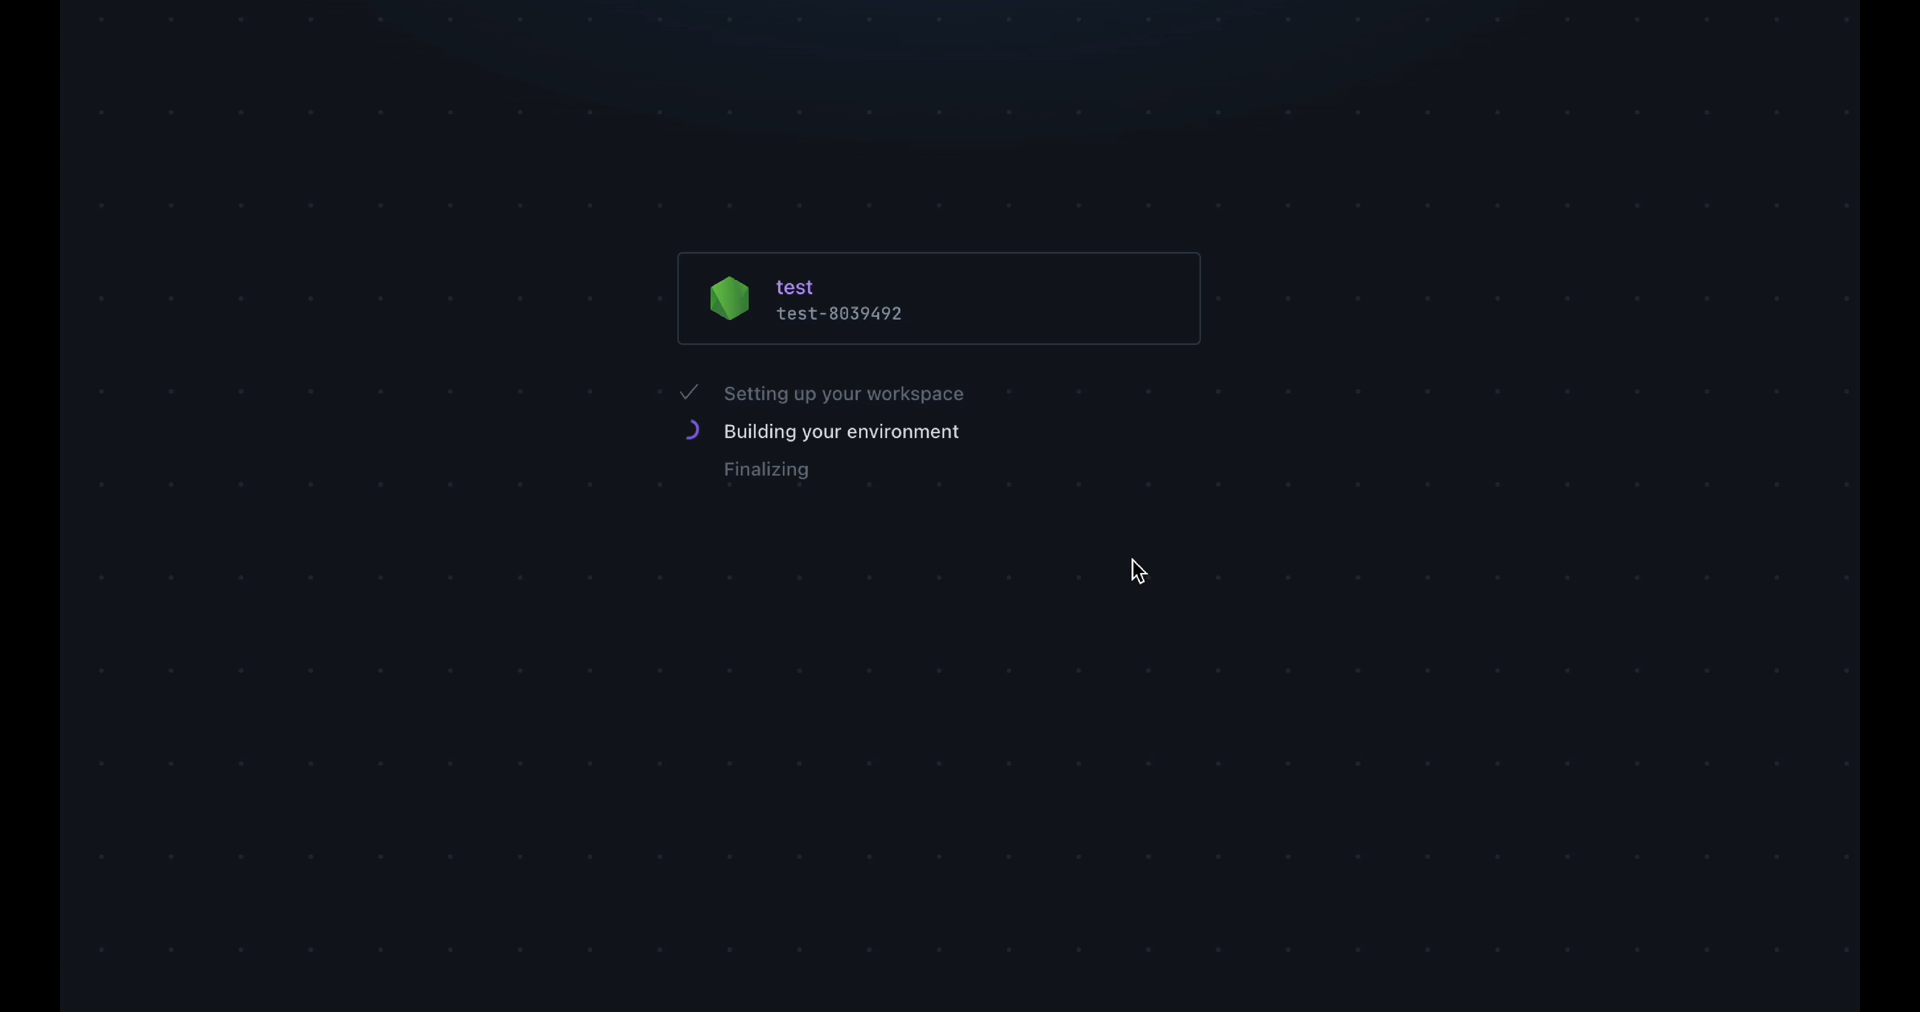 test
test-8039492
Setting up your workspace
Building your environment
Finalizing